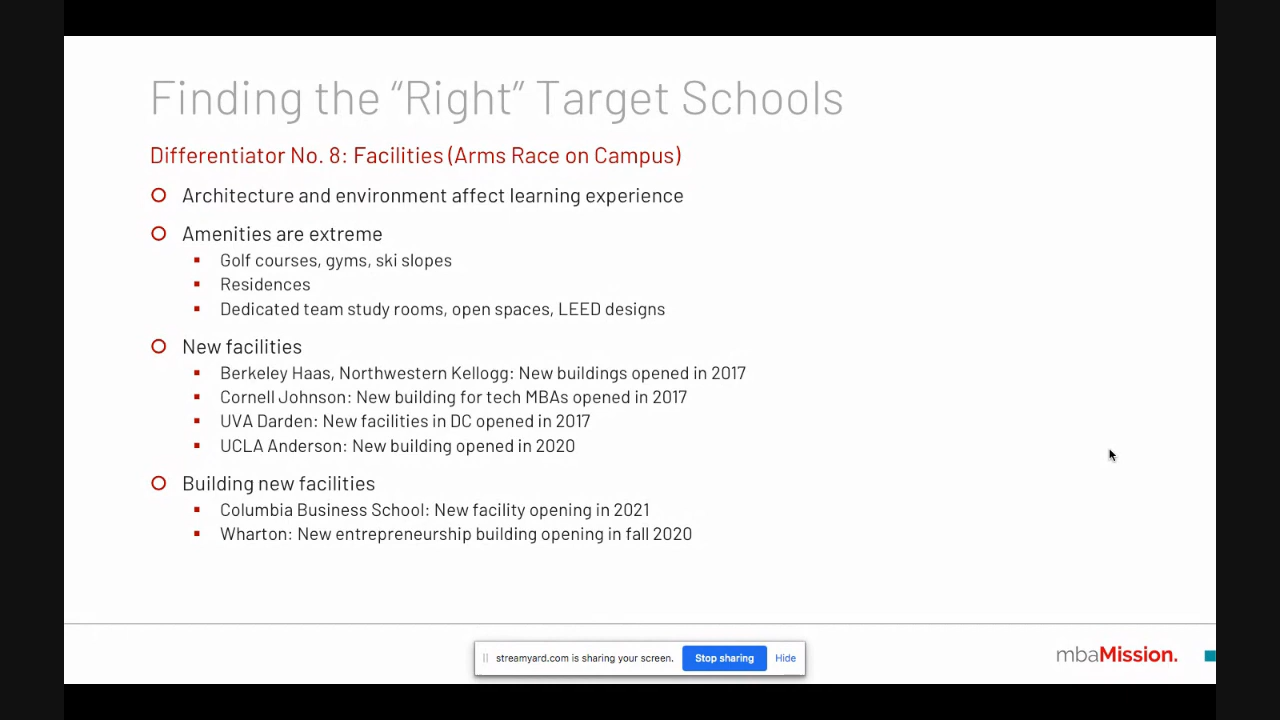 Finding the “Right” Target Schools
Differentiator No. 8: Facilities (Arms Race on Campus)
Architecture and environment affect learning experience
Amenities are extreme
Golf courses, gyms, ski slopes
Residences
Dedicated team study rooms, open spaces, LEED designs
New facilities
Berkeley Haas, Northwestern Kellogg: New buildings opened in 2017
Cornell Johnson: New building for tech MBAs opened in 2017
UVA Darden: New facilities in DC opened in 2017
UCLA Anderson: New building opened in 2020
Building new facilities
Columbia Business School: New facility opening in 2021
Wharton: New entrepreneurship building opening in fall 2020
streamyard.com is sharing your screen. Stop sharing Hide
mbaMission.